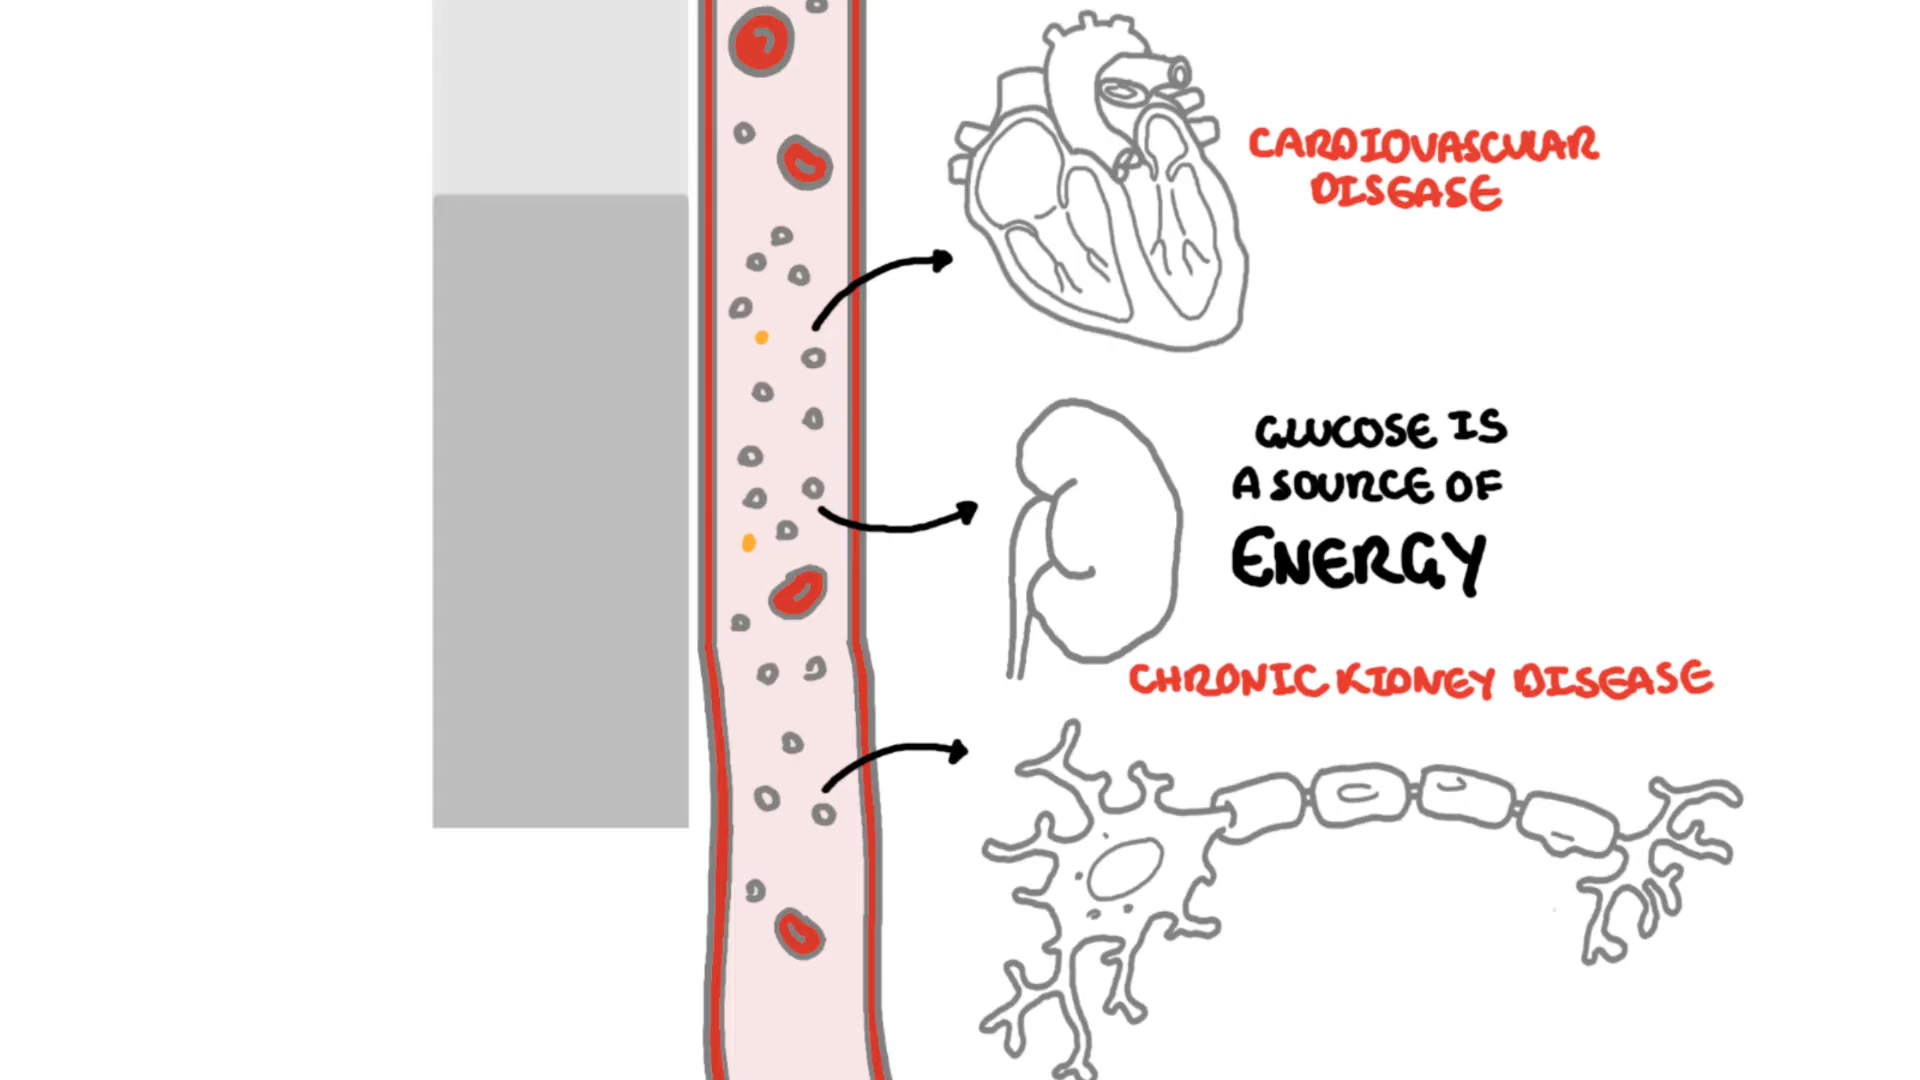 CARDIOVASCULAR
DISEASE
GLUCOSE IS
A SOURCE OF
ENERGY
CHRONIC KIDNEY DISEASE